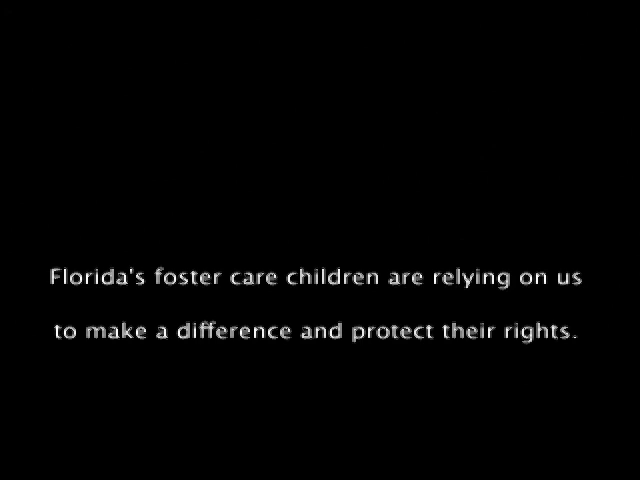 Florida's foster care children are relying on us
to make a difference and protect their rights.